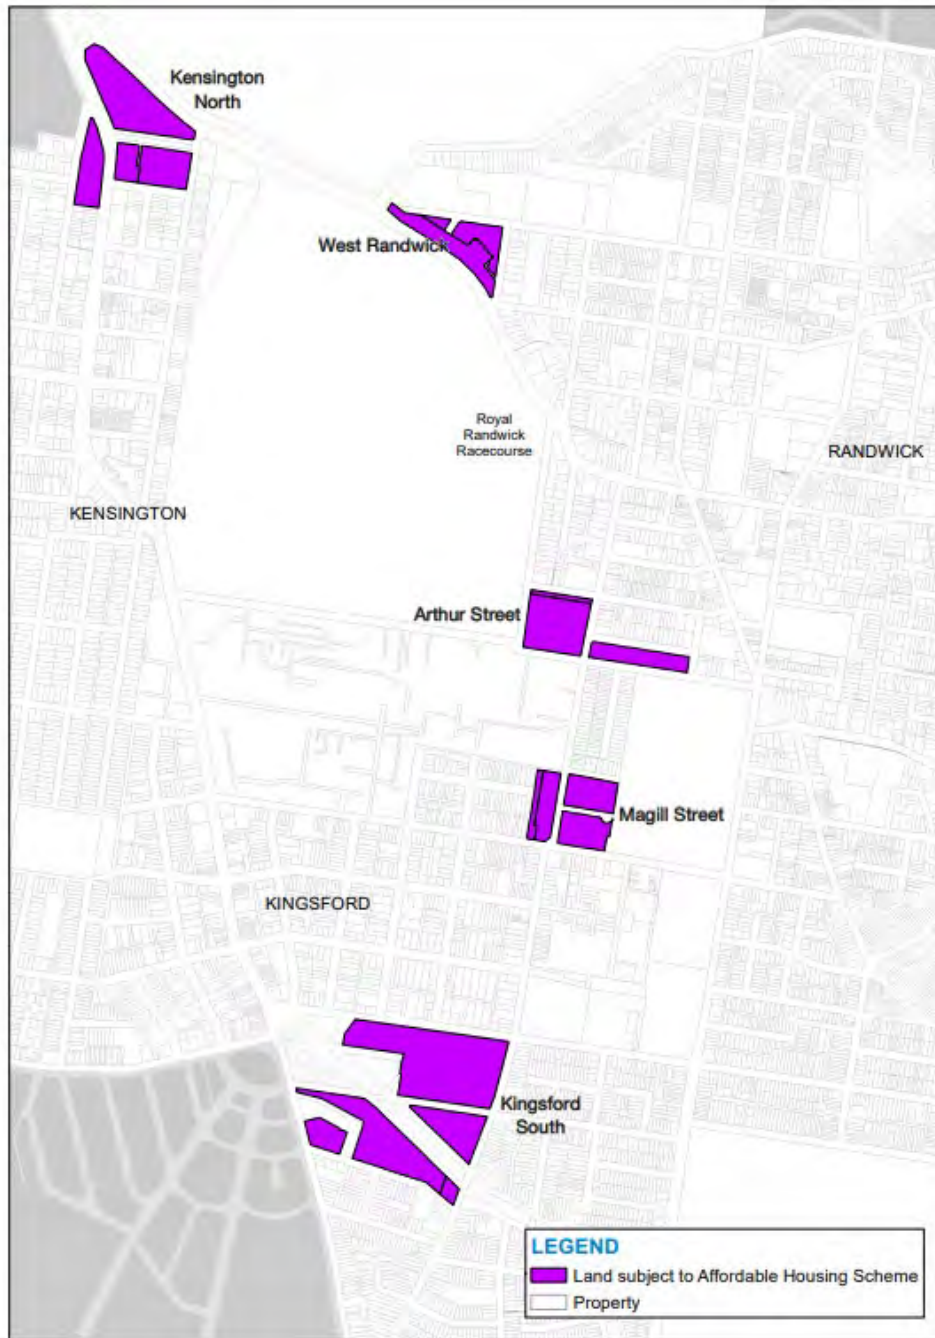 Kensington
North
West Randwick
Royal
Randwick
Racecourse
RANDWICK
KENSINGTON
Arthur Street
Magill Street
KINGSFORD
Kingsford
South
LEGEND
Land subject to Affordable Housing Scheme
Property